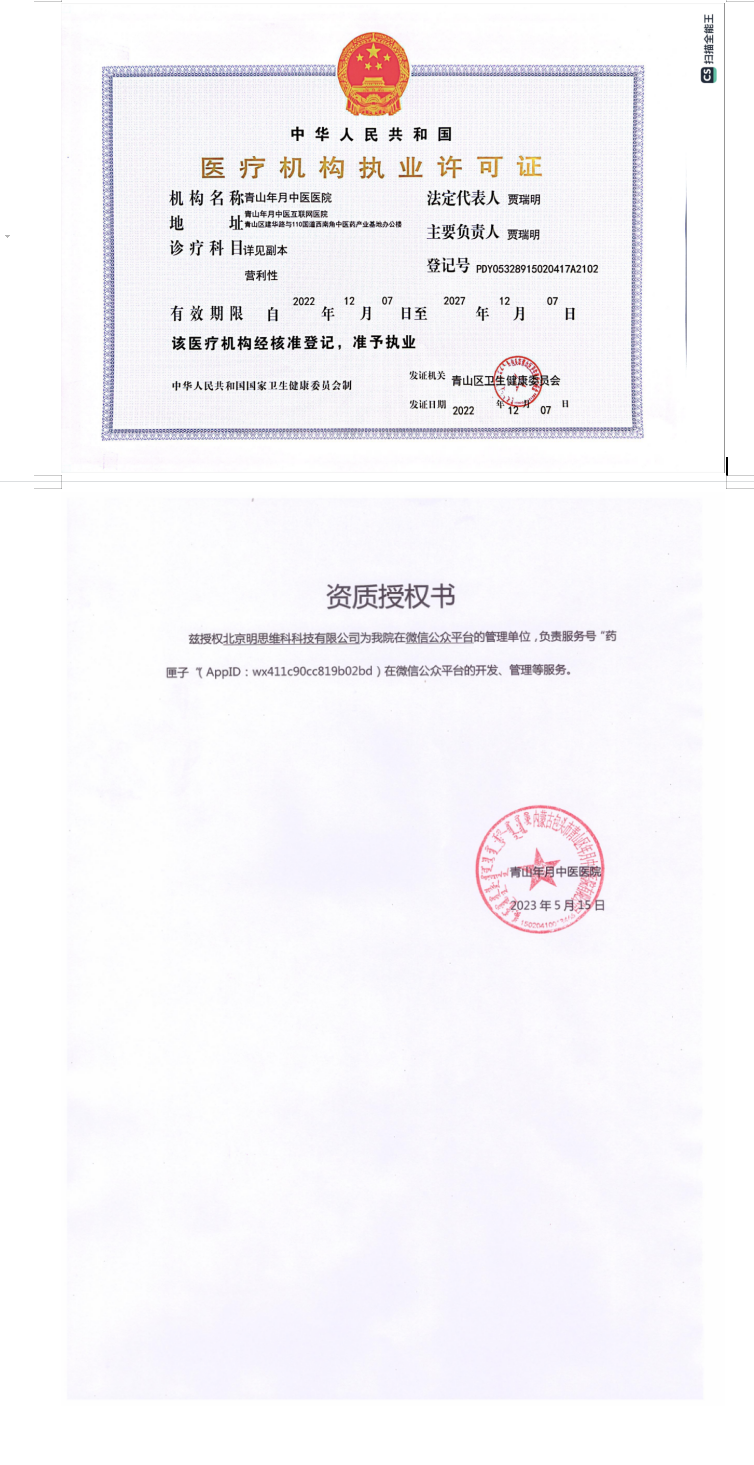 扫描全能王
CS
中华人民共和国
医疗机构执业许可证
机构名称 青山年月中医医院
青山年月中医互联网医院
地 址 青山区建华路与110国道西南角中医药产业基地办公楼
诊疗科目 详见副本
营利性
法定代表人 贾瑞明
主要负责人 贾瑞明
登记号 PDY05328915020417A2102
有效期限 自 2022 年 12 月 07 日至 2027 年 12 月 07 日
该医疗机构经核准登记，准予执业
中华人民共和国国家卫生健康委员会制
发证机关 青山区卫生健康委员会
发证日期 2022 年 12 月 07 日
资质授权书
兹授权北京明思维科科技有限公司为我院在微信公众平台的管理单位，负责服务号“药
匣子“( AppID：wx411c90cc819b02bd ) 在微信公众平台的开发、管理等服务。
青山年月中医医院
2023 年 5 月 15 日